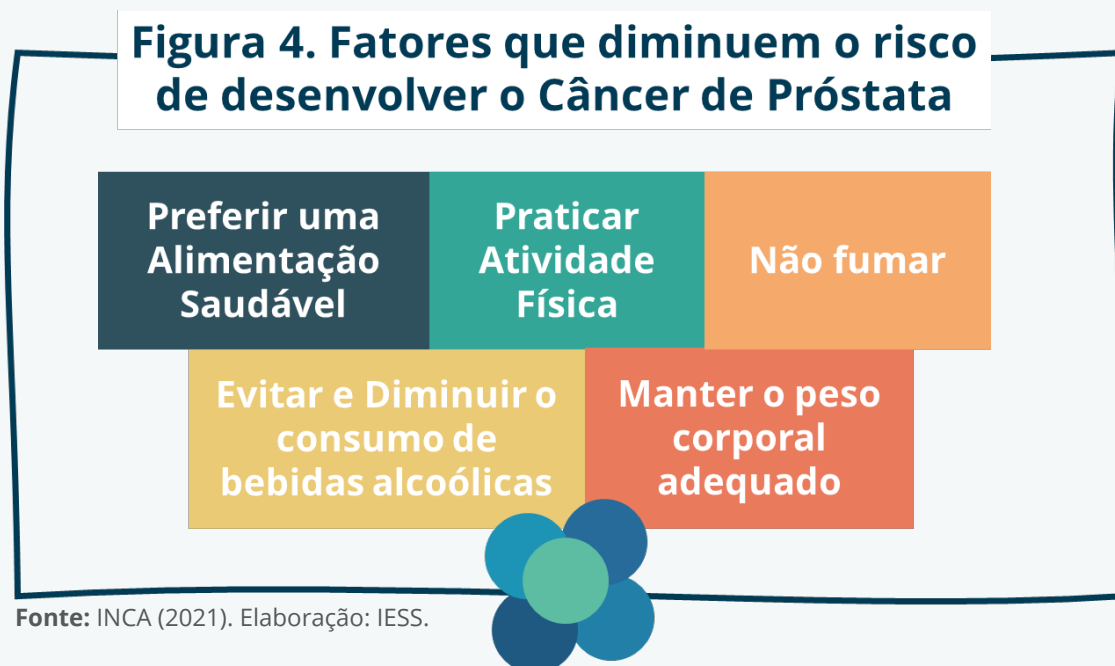 Figura 4. Fatores que diminuem o risco
de desenvolver o Câncer de Próstata
Preferir uma
Alimentação
Saudável
Praticar
Atividade
Física
Não fumar
Evitar e Diminuir o
consumo de
bebidas alcoólicas
Manter o peso
corporal
adequado
Fonte: INCA (2021). Elaboração: IESS.